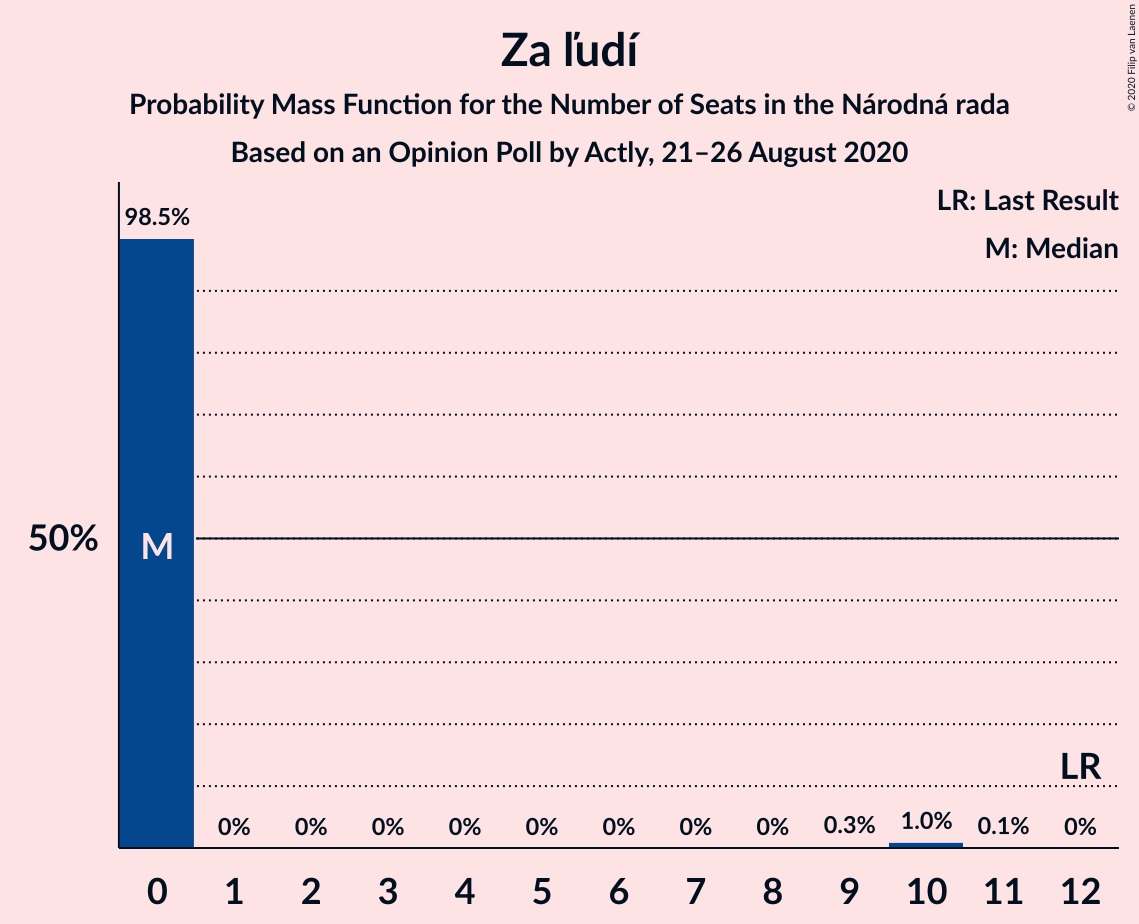 Za ľudí
Probability Mass Function for the Number of Seats in the Národná rada
Based on an Opinion Poll by Actly, 21–26 August 2020
© 2020 Filip van Laenen
LR: Last Result
M: Median
98.5%
50%
M
LR
0% 0% 0% 0% 0% 0% 0% 0% 0.3% 1.0% 0.1% 0%
0 1 2 3 4 5 6 7 8 9 10 11 12